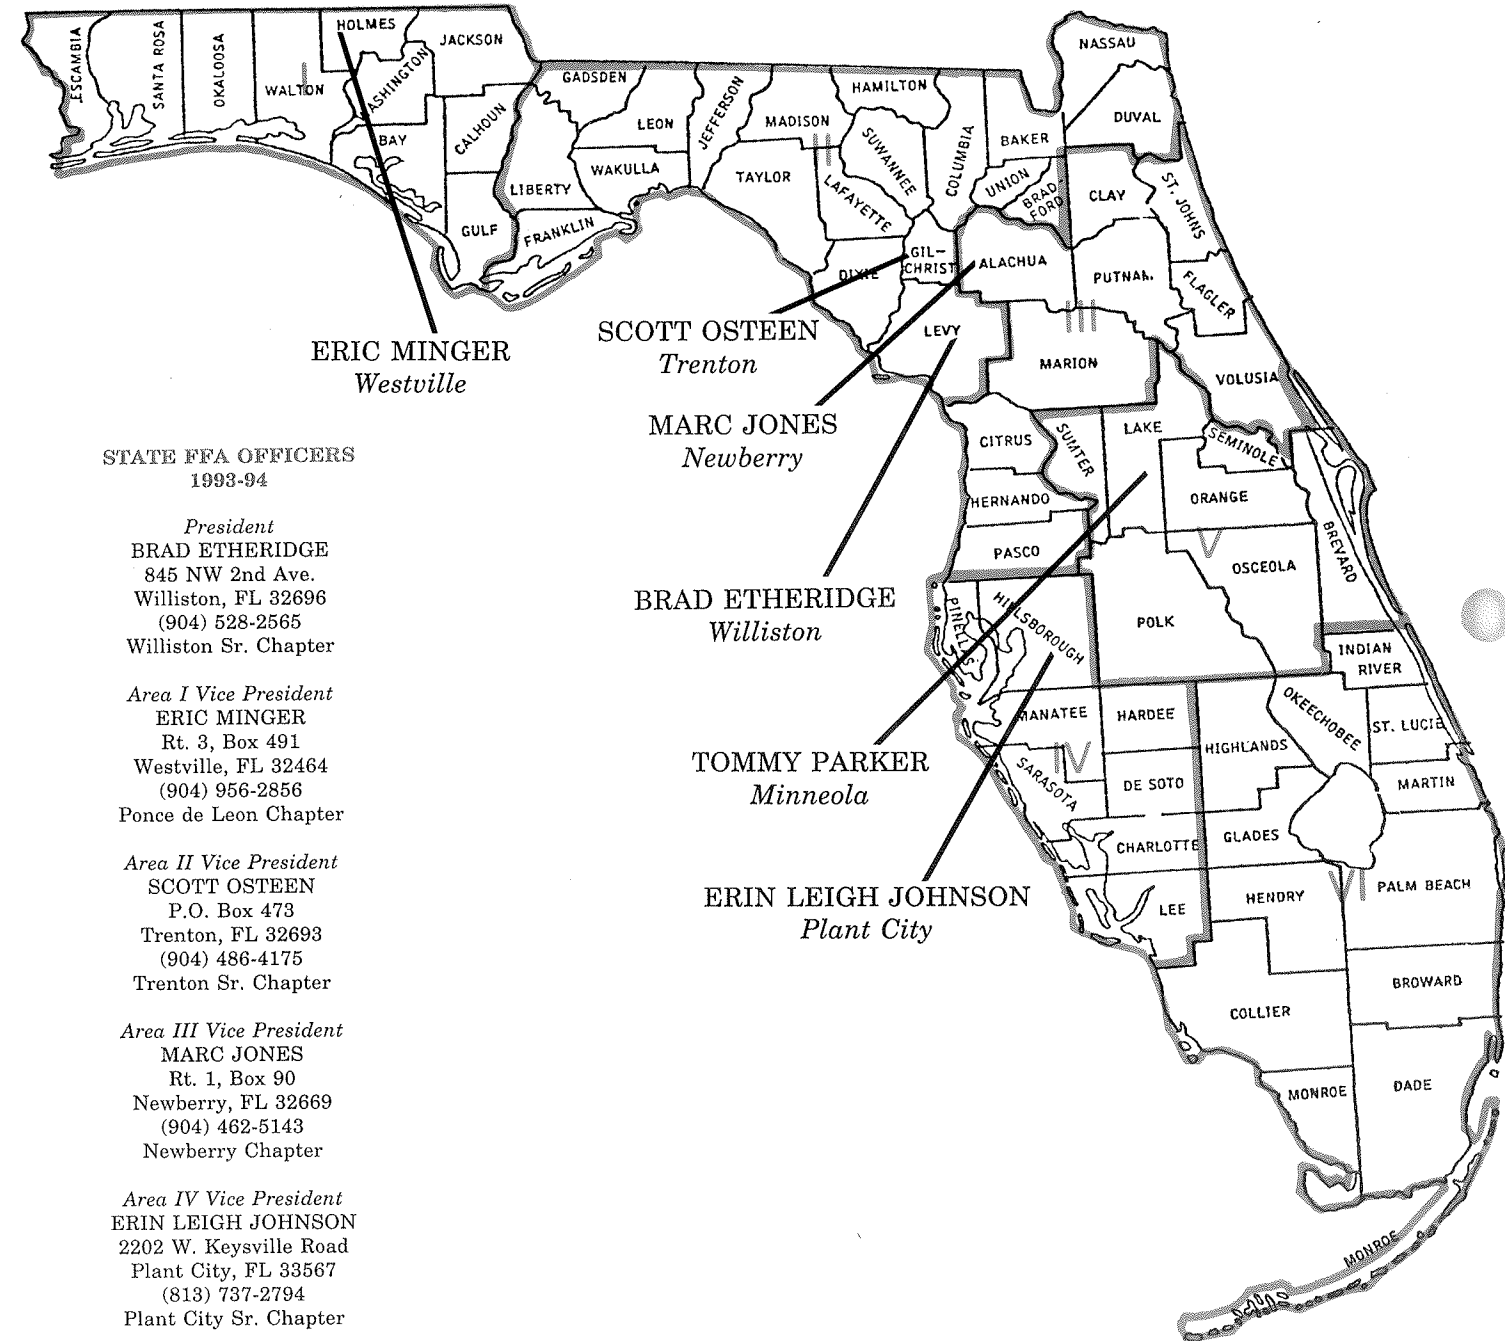 HOLMES
JACKSON
ESCAMBIA
SANTA ROSA
OKALOOSA
WALTON
I
ASHINGTON
BAY
CALHOUN
GULF
GADSDEN
LIBERTY
FRANKLIN
LEON
WAKULLA
JEFFERSON
MADISON
II
TAYLOR
HAMILTON
SUWANNEE
LAFAYETTE
COLUMBIA
DIXIE
GIL-
CHRIST
BAKER
UNION
BRAD-
FORD
NASSAU
DUVAL
CLAY
ST. JOHNS
ALACHUA
PUTNAM
FLAGLER
III
LEVY
MARION
VOLUSIA
CITRUS
SUMTER
LAKE
SEMINOLE
HERNANDO
ORANGE
PASCO
V
OSCEOLA
BREVARD
PINELLAS
HILLSBOROUGH
POLK
INDIAN
RIVER
MANATEE
HARDEE
OKEECHOBEE
ST. LUCIE
HIGHLANDS
IV
SARASOTA
DE SOTO
MARTIN
CHARLOTTE
GLADES
LEE
HENDRY
VI
PALM BEACH
BROWARD
COLLIER
MONROE
DADE
MONROE
ERIC MINGER
Westville
SCOTT OSTEEN
Trenton
MARC JONES
Newberry
BRAD ETHERIDGE
Williston
TOMMY PARKER
Minneola
ERIN LEIGH JOHNSON
Plant City
STATE FFA OFFICERS
1993-94
President
BRAD ETHERIDGE
845 NW 2nd Ave.
Williston, FL 32696
(904) 528-2565
Williston Sr. Chapter
Area I Vice President
ERIC MINGER
Rt. 3, Box 491
Westville, FL 32464
(904) 956-2856
Ponce de Leon Chapter
Area II Vice President
SCOTT OSTEEN
P.O. Box 473
Trenton, FL 32693
(904) 486-4175
Trenton Sr. Chapter
Area III Vice President
MARC JONES
Rt. 1, Box 90
Newberry, FL 32669
(904) 462-5143
Newberry Chapter
Area IV Vice President
ERIN LEIGH JOHNSON
2202 W. Keysville Road
Plant City, FL 33567
(813) 737-2794
Plant City Sr. Chapter